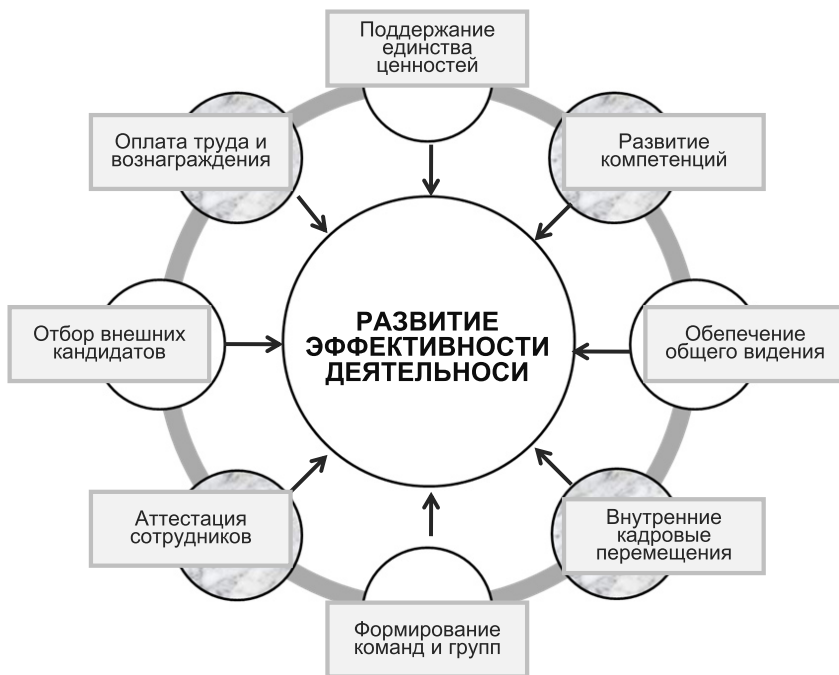 Поддержание
единства
ценностей
Оплата труда и
вознаграждения
Развитие
компетенций
Отбор внешних
кандидатов
РАЗВИТИЕ
ЭФФЕКТИВНОСТИ
ДЕЯТЕЛЬНОСИ
Обепечение
общего видения
Аттестация
сотрудников
Внутренние
кадровые
перемещения
Формирование
команд и групп